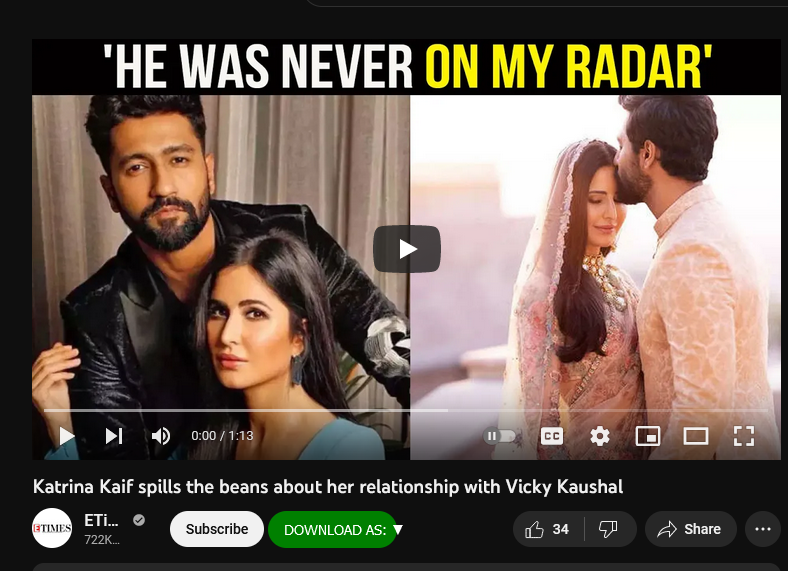 'HE WAS NEVER ON MY RADAR'
CC
0:00 / 1:13
Katrina Kaif spills the beans about her relationship with Vicky Kaushal
ETIMES
ETi...
722K...
Subscribe
DOWNLOAD AS: ▼
34
Share